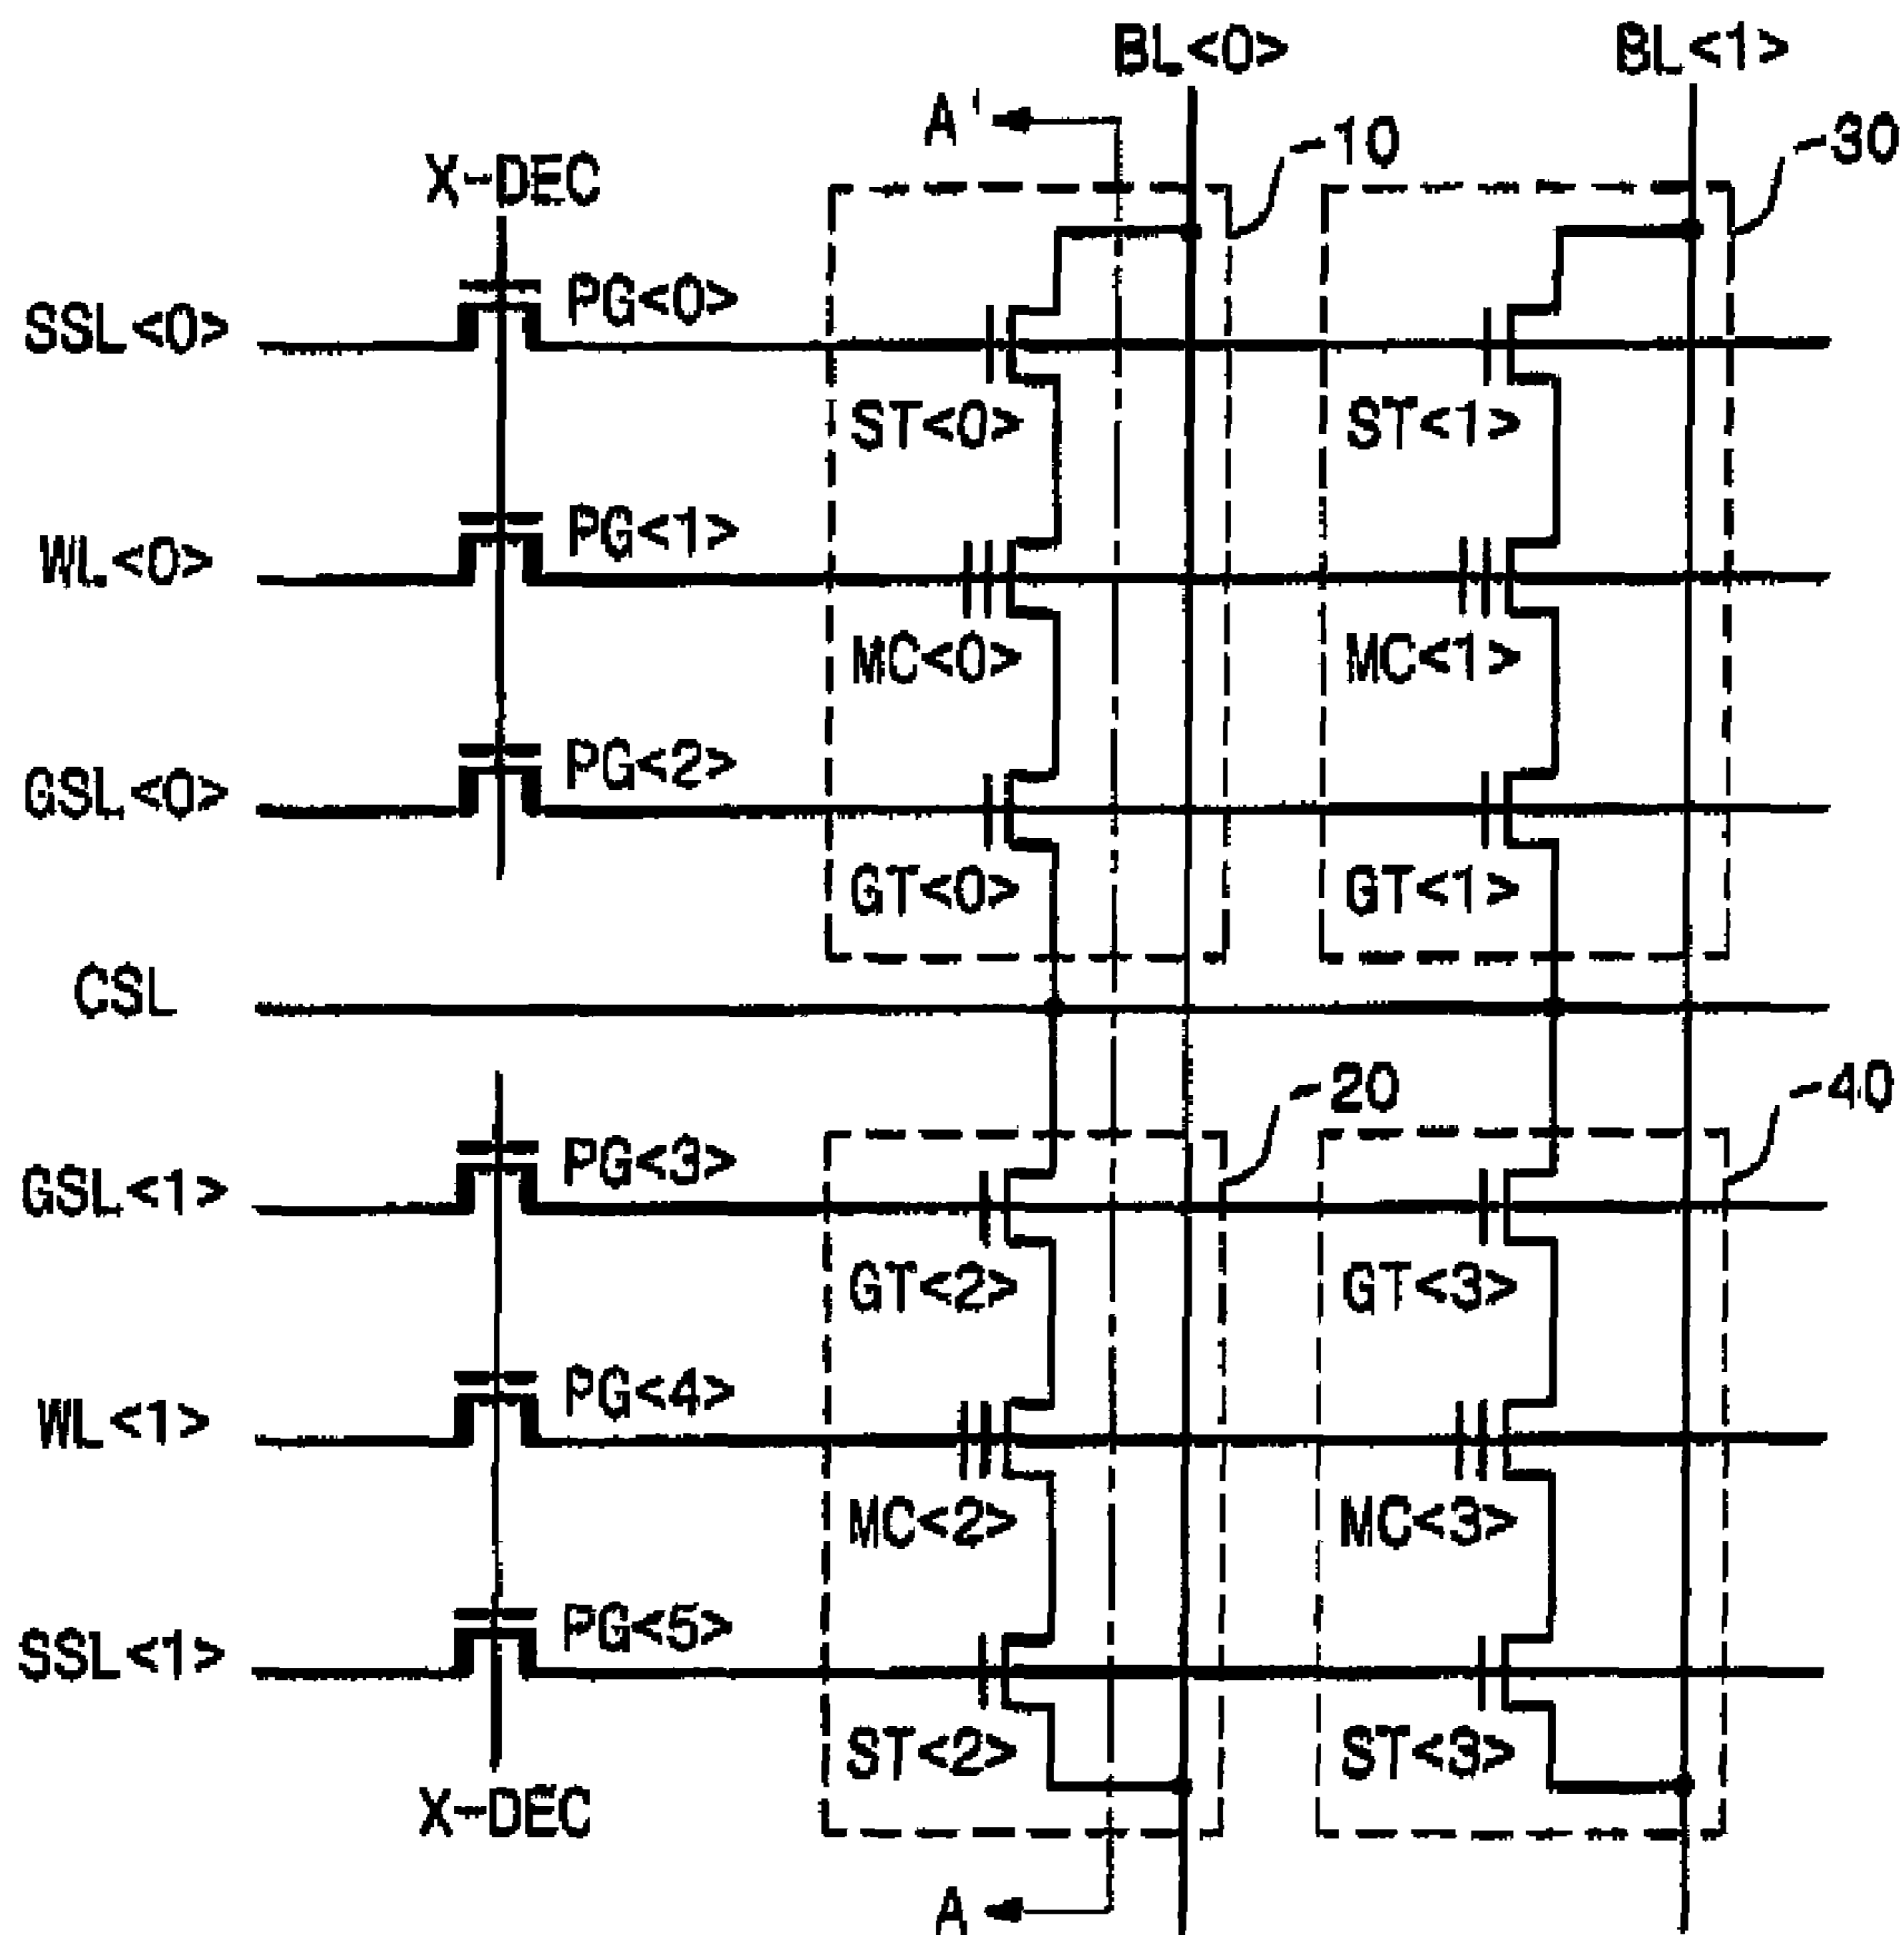 BL<0> BL<1>
A' 10 30
X-DEC
SSL<0> PG<0>
ST<0> ST<1>
WL<0> PG<1>
MC<0> MC<1>
GSL<0> PG<2>
GT<0> GT<1>
CSL
20 40
GSL<1> PG<3>
GT<2> GT<3>
WL<1> PG<4>
MC<2> MC<3>
SSL<1> PG<5>
ST<2> ST<3>
X-DEC
A